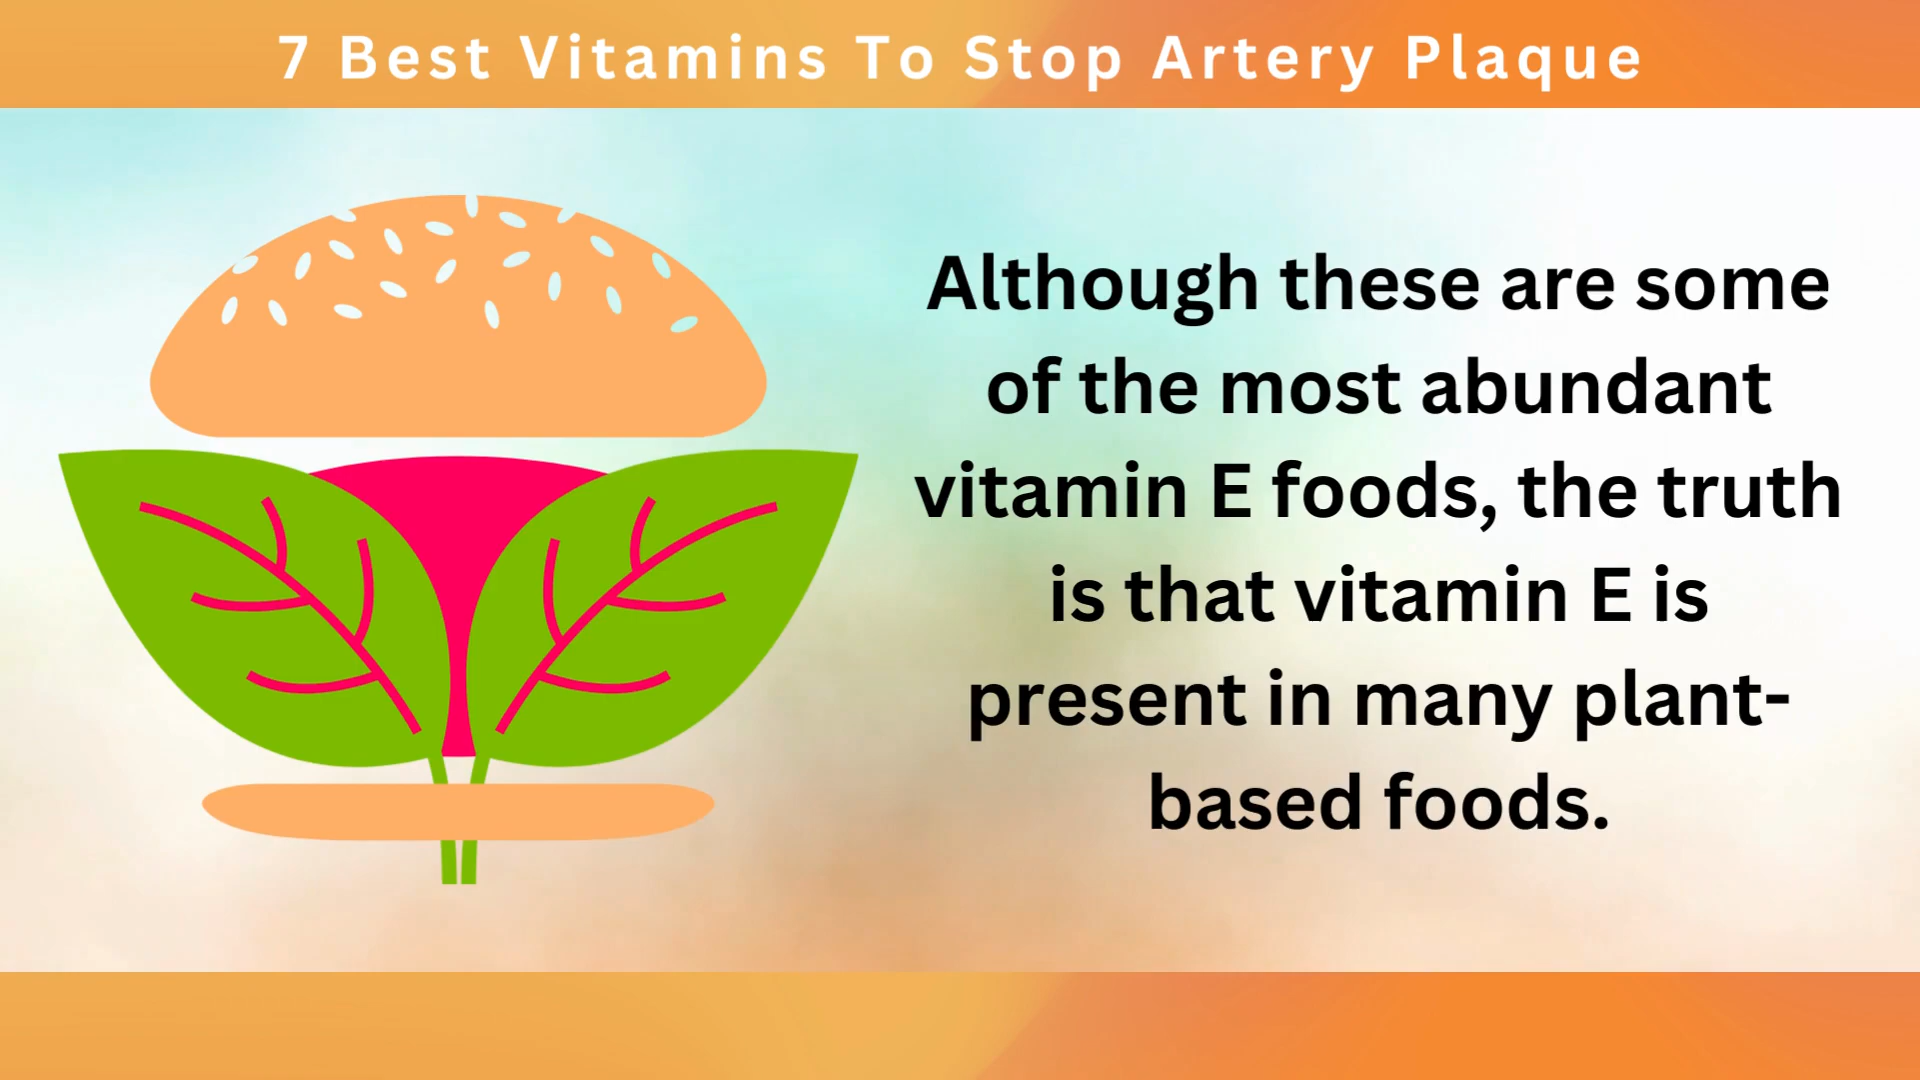 7 Best Vitamins To Stop Artery Plaque
Although these are some
of the most abundant
vitamin E foods, the truth
is that vitamin E is
present in many plant-
based foods.